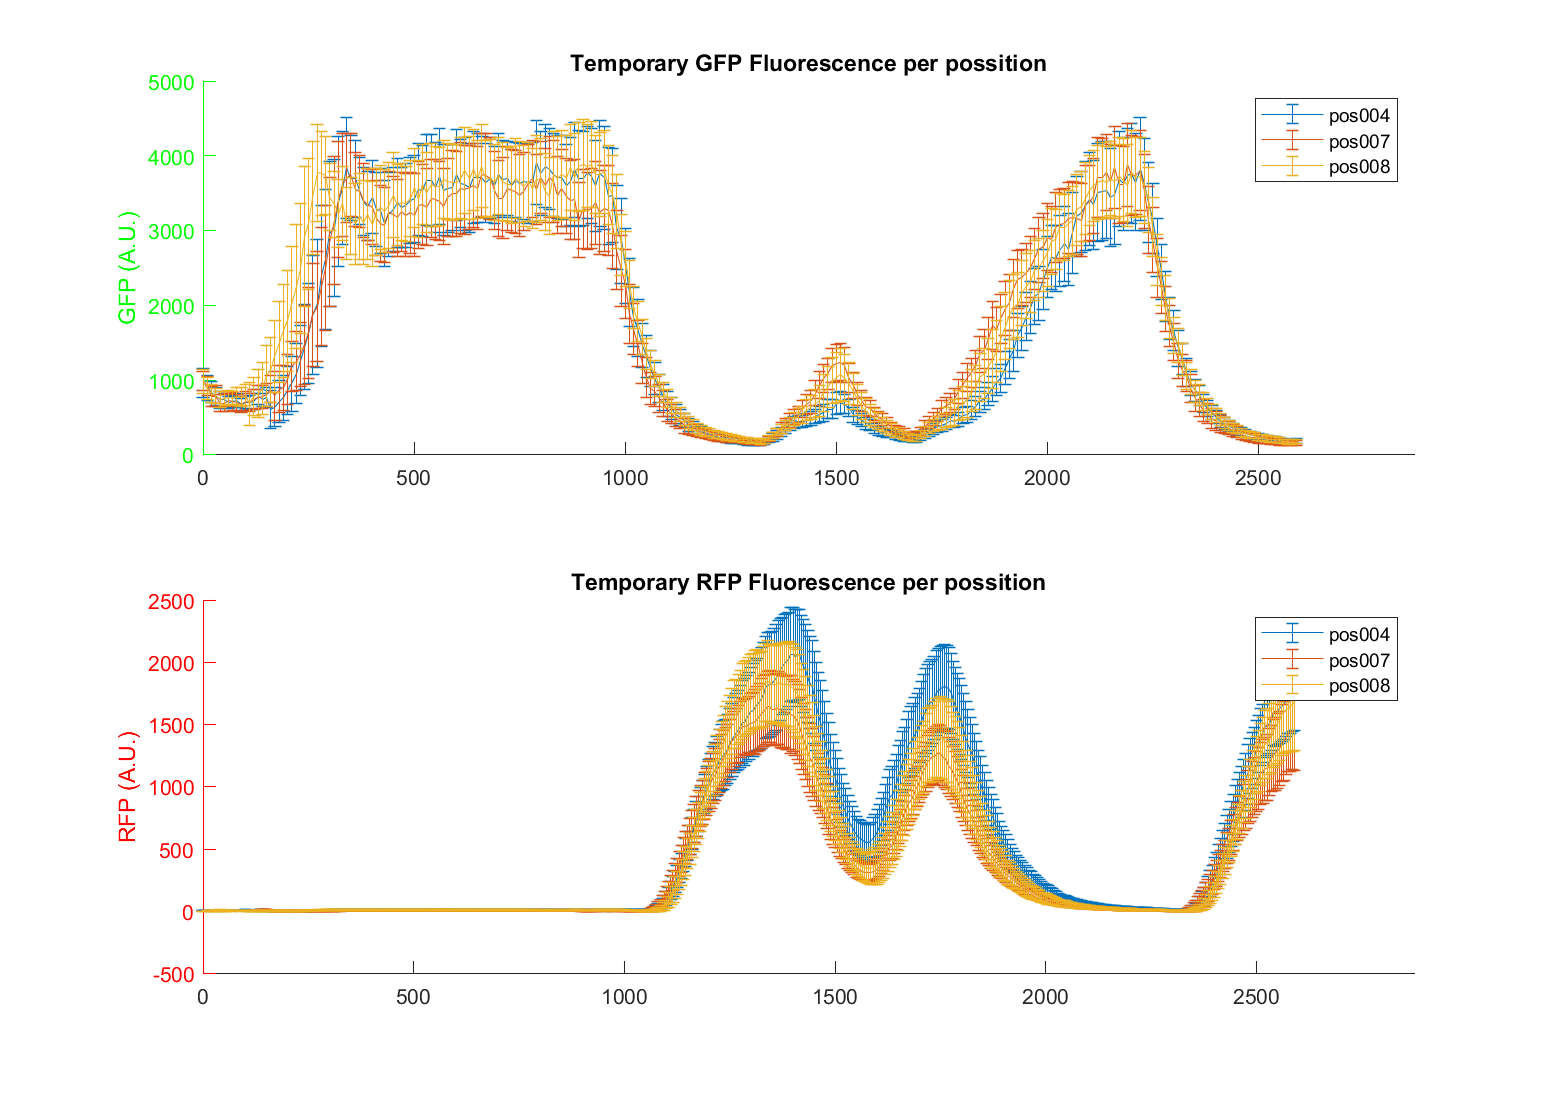 Temporary GFP Fluorescence per possition
5000
4000
3000
2000
1000
0
GFP (A.U.)
0 500 1000 1500 2000 2500
pos004
pos007
pos008
Temporary RFP Fluorescence per possition
2500
2000
1500
1000
500
0
-500
RFP (A.U.)
0 500 1000 1500 2000 2500
pos004
pos007
pos008